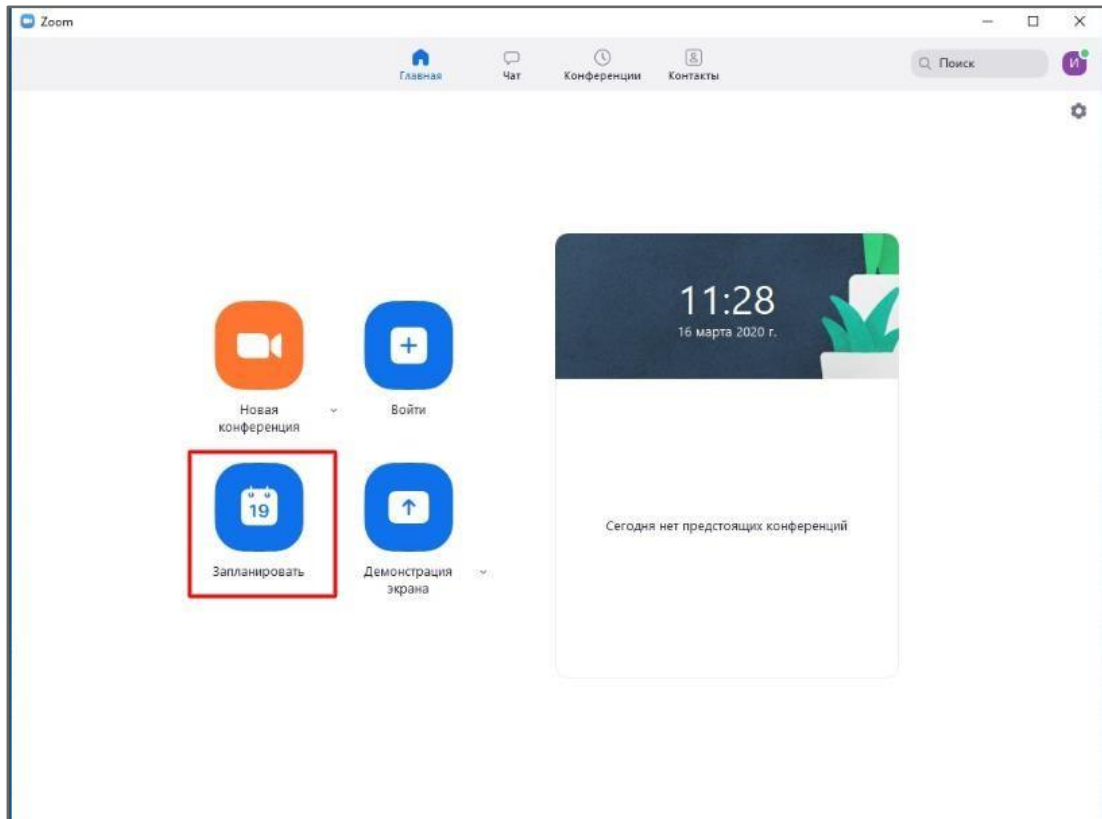 Zoom
Главная
Чат
Конференции
Контакты
Поиск
И
11:28
16 марта 2020 г.
Новая
конференция
Войти
19
Запланировать
Демонстрация
экрана
Сегодня нет предстоящих конференций